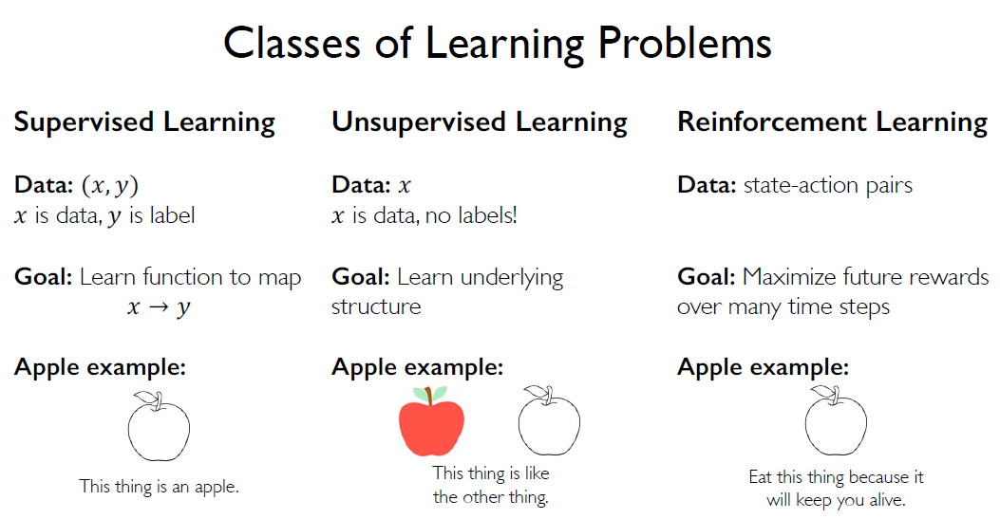 Classes of Learning Problems
Supervised Learning
Data: (x, y)
x is data, y is label
Goal: Learn function to map
x → y
Apple example:
This thing is an apple.
Unsupervised Learning
Data: x
x is data, no labels!
Goal: Learn underlying
structure
Apple example:
This thing is like
the other thing.
Reinforcement Learning
Data: state-action pairs
Goal: Maximize future rewards
over many time steps
Apple example:
Eat this thing because it
will keep you alive.